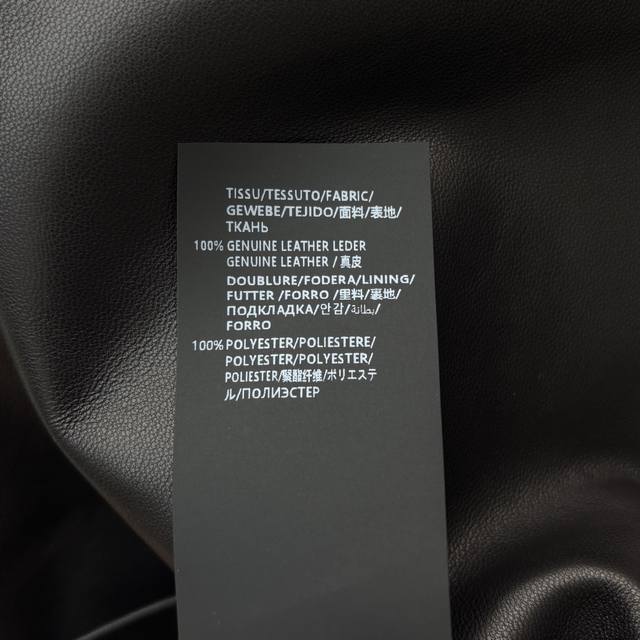 TISSU/TESSUTO/FABRIC/
GEWEBE/TEJIDO/面料/表地/
ТКАНЬ
100% GENUINE LEATHER LEDER
GENUINE LEATHER / 真皮
DOUBLURE/FODERA/LINING/
FUTTER /FORRO /里料/裏地/
ПОДКЛАДКА/안감/بطانة/
FORRO
100% POLYESTER/POLIESTERE/
POLYESTER/POLYESTER/
POLIESTER/聚酯纤维/ポリエステ
ル/ПОЛИЭСТЕР